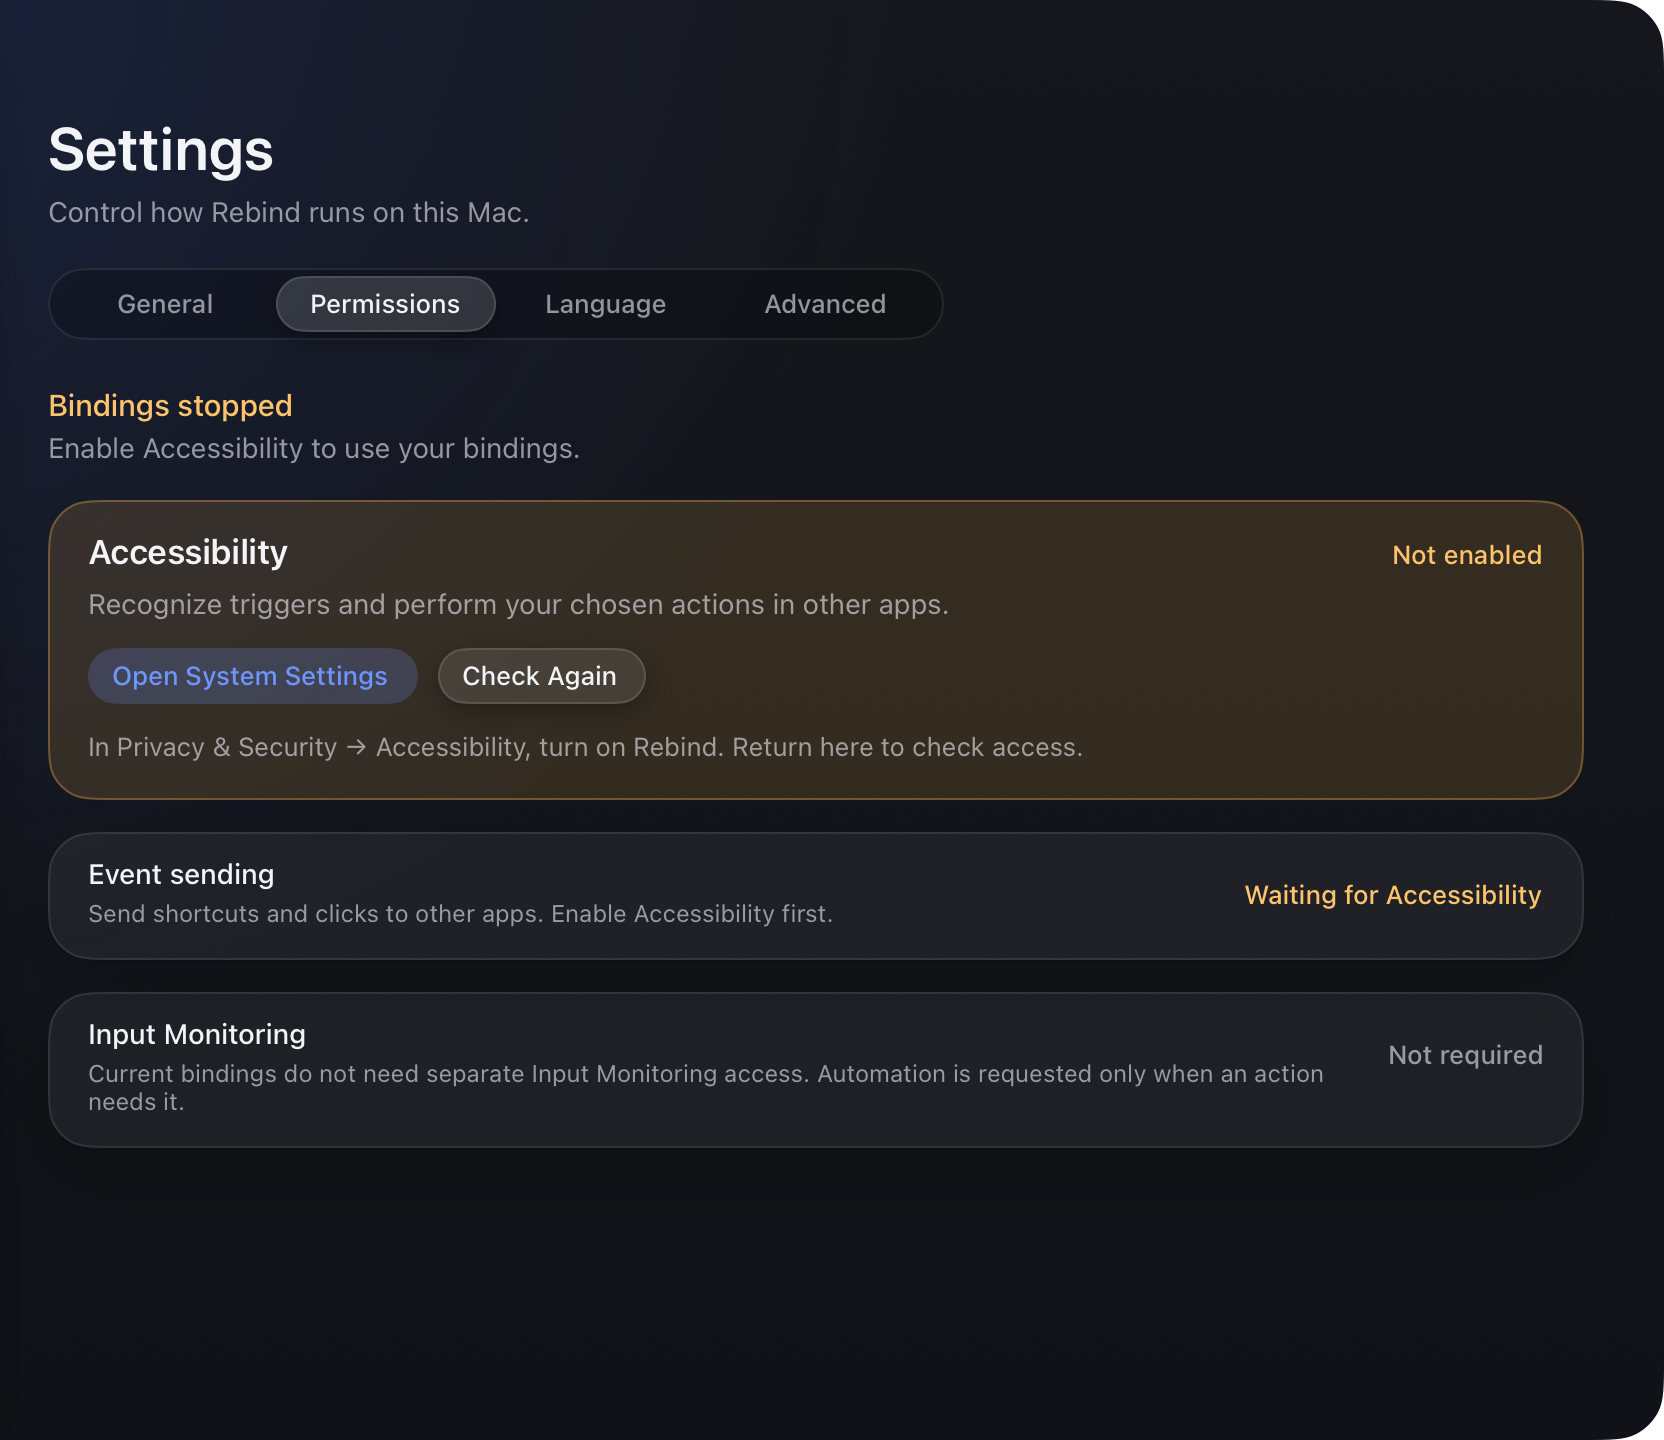 Settings
Control how Rebind runs on this Mac.
General Permissions Language Advanced
Bindings stopped
Enable Accessibility to use your bindings.
Accessibility Not enabled
Recognize triggers and perform your chosen actions in other apps.
Open System Settings Check Again
In Privacy & Security → Accessibility, turn on Rebind. Return here to check access.
Event sending
Send shortcuts and clicks to other apps. Enable Accessibility first.
Waiting for Accessibility
Input Monitoring
Current bindings do not need separate Input Monitoring access. Automation is requested only when an action
needs it.
Not required